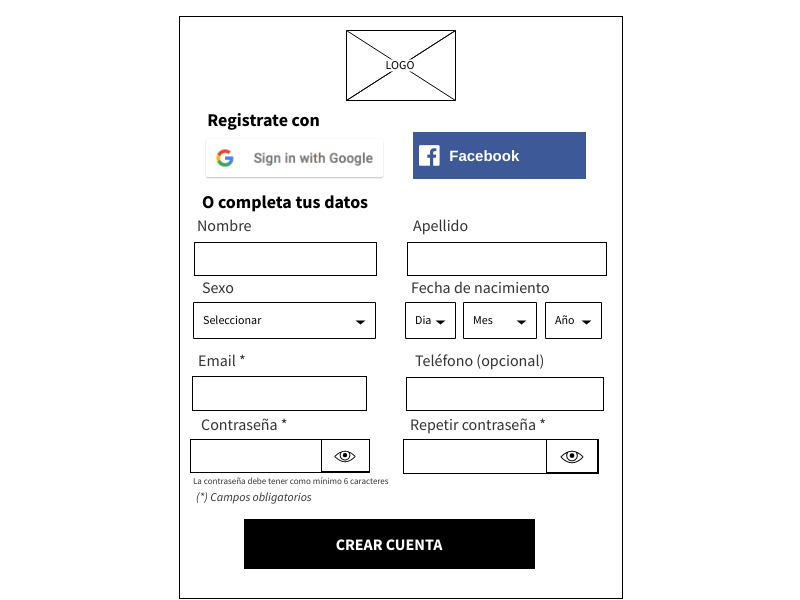 LOGO
Registrate con
Sign in with Google
Facebook
O completa tus datos
Nombre
Apellido
Sexo
Fecha de nacimiento
Seleccionar
Dia
Mes
Año
Email *
Teléfono (opcional)
Contraseña *
Repetir contraseña *
La contraseña debe tener como mínimo 6 caracteres
(*) Campos obligatorios
CREAR CUENTA